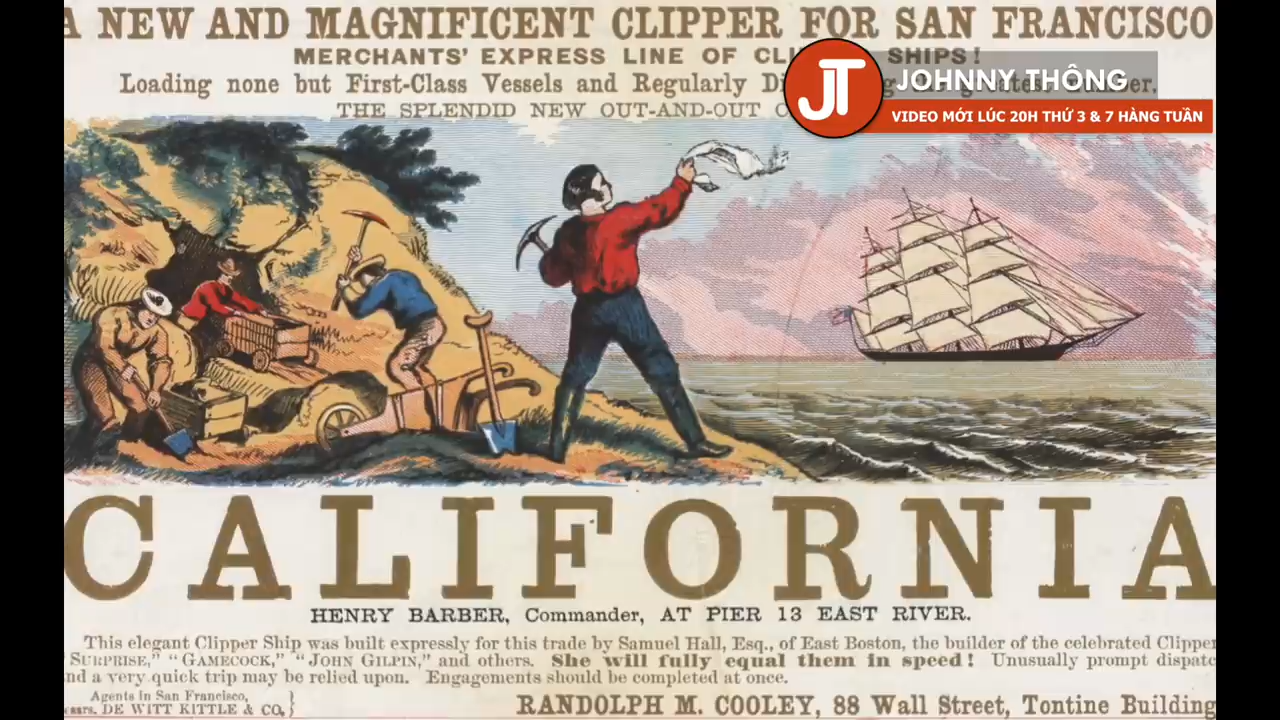 A NEW AND MAGNIFICENT CLIPPER FOR SAN FRANCISCO
MERCHANTS' EXPRESS LINE OF SHIPS!
Loading none but First-Class Vessels and Regularly
THE SPLENDID NEW OUT-AND-OUT
JT
JOHNNY THÔNG
VIDEO MỚI LÚC 20H THỨ 3 & 7 HÀNG TUẦN
CALIFORNIA
HENRY BARBER, Commander, AT PIER 13 EAST RIVER.
This elegant Clipper Ship was built expressly for this trade by Samuel Hall, Esq., of East Boston, the builder of the celebrated Clipper
SURPRISE," "GAMECOCK," "JOHN GILPIN," and others. She will fully equal them in speed! Unusually prompt
and a very quick trip may be relied upon. Engagements should be completed at once.
Agents in San Francisco,
DE WITT KITTLE & CO,
RANDOLPH M. COOLEY, 88 Wall Street, Tontine Building